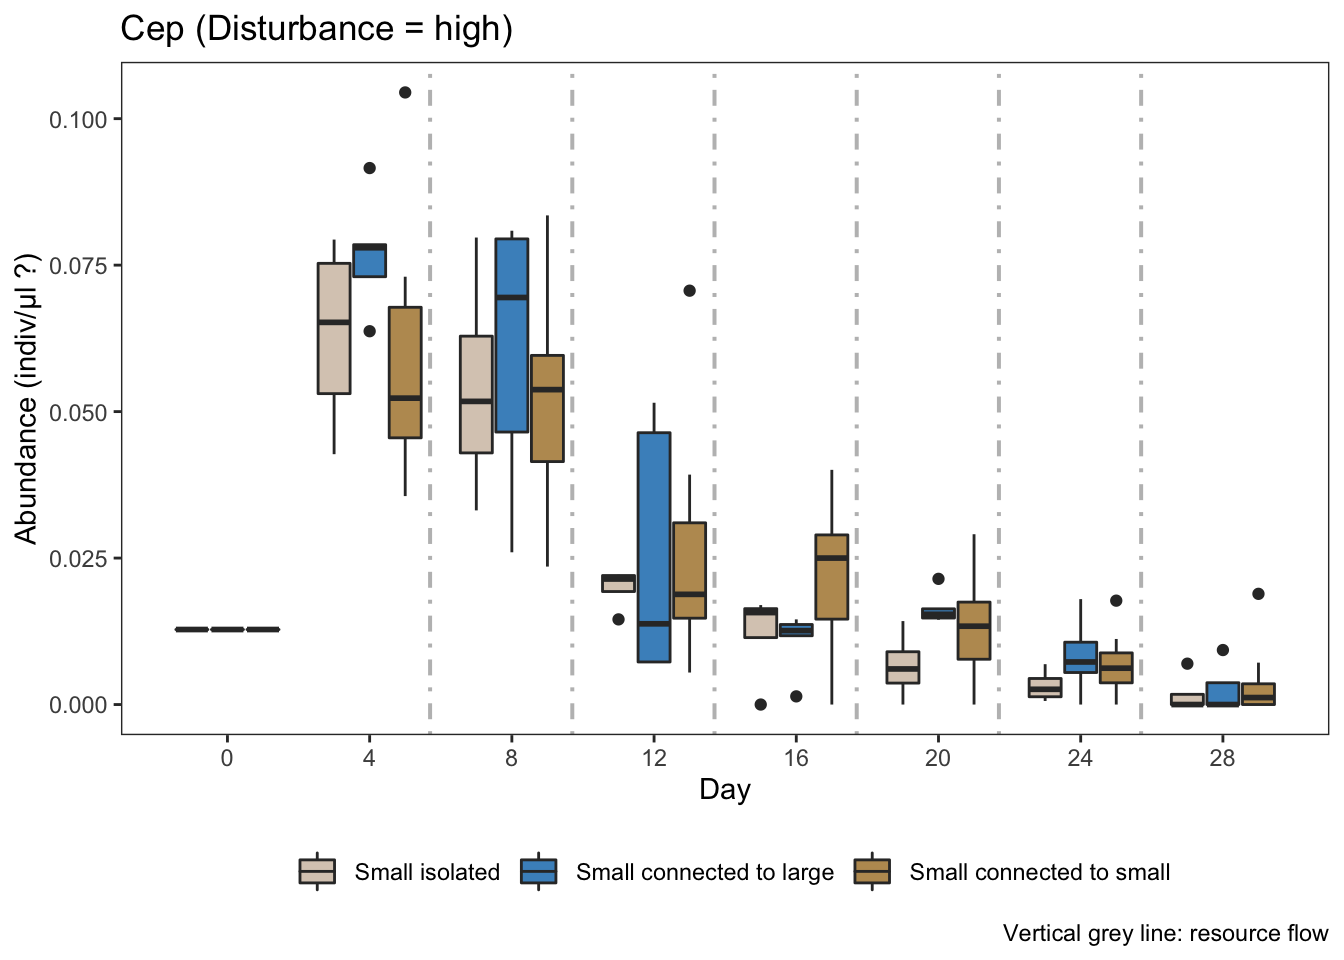 Cep (Disturbance = high)
Abundance (indiv/µl ?)
0.100
0.075
0.050
0.025
0.000
0 4 8 12 16 20 24 28
Day
Small isolated Small connected to large Small connected to small
Vertical grey line: resource flow